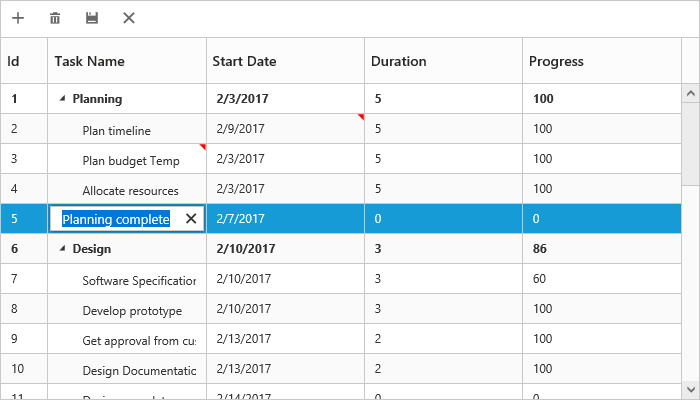 Id Task Name Start Date Duration Progress
1 Planning 2/3/2017 5 100
2 Plan timeline 2/9/2017 5 100
3 Plan budget Temp 2/3/2017 5 100
4 Allocate resources 2/3/2017 5 100
5 Planning complete 2/7/2017 0 0
6 Design 2/10/2017 3 86
7 Software Specification 2/10/2017 3 60
8 Develop prototype 2/10/2017 3 100
9 Get approval from cus 2/13/2017 2 100
10 Design Documentatio 2/13/2017 2 100
11 2/14/2017 0 0